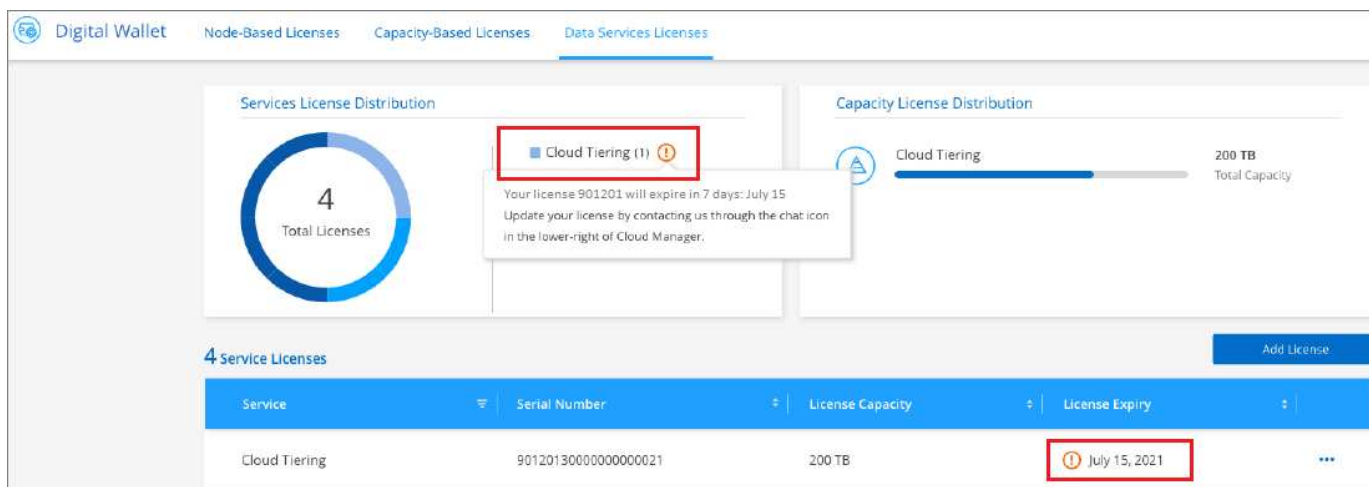 Digital Wallet
Node-Based Licenses
Capacity-Based Licenses
Data Services Licenses
Services License Distribution
4
Total Licenses
Cloud Tiering (1)
Your license 901201 will expire in 7 days: July 15
Update your license by contacting us through the chat icon
in the lower-right of Cloud Manager.
Capacity License Distribution
Cloud Tiering
200 TB
Total Capacity
4 Service Licenses
Add License
Service
Serial Number
License Capacity
License Expiry
Cloud Tiering
90120130000000000021
200 TB
July 15, 2021